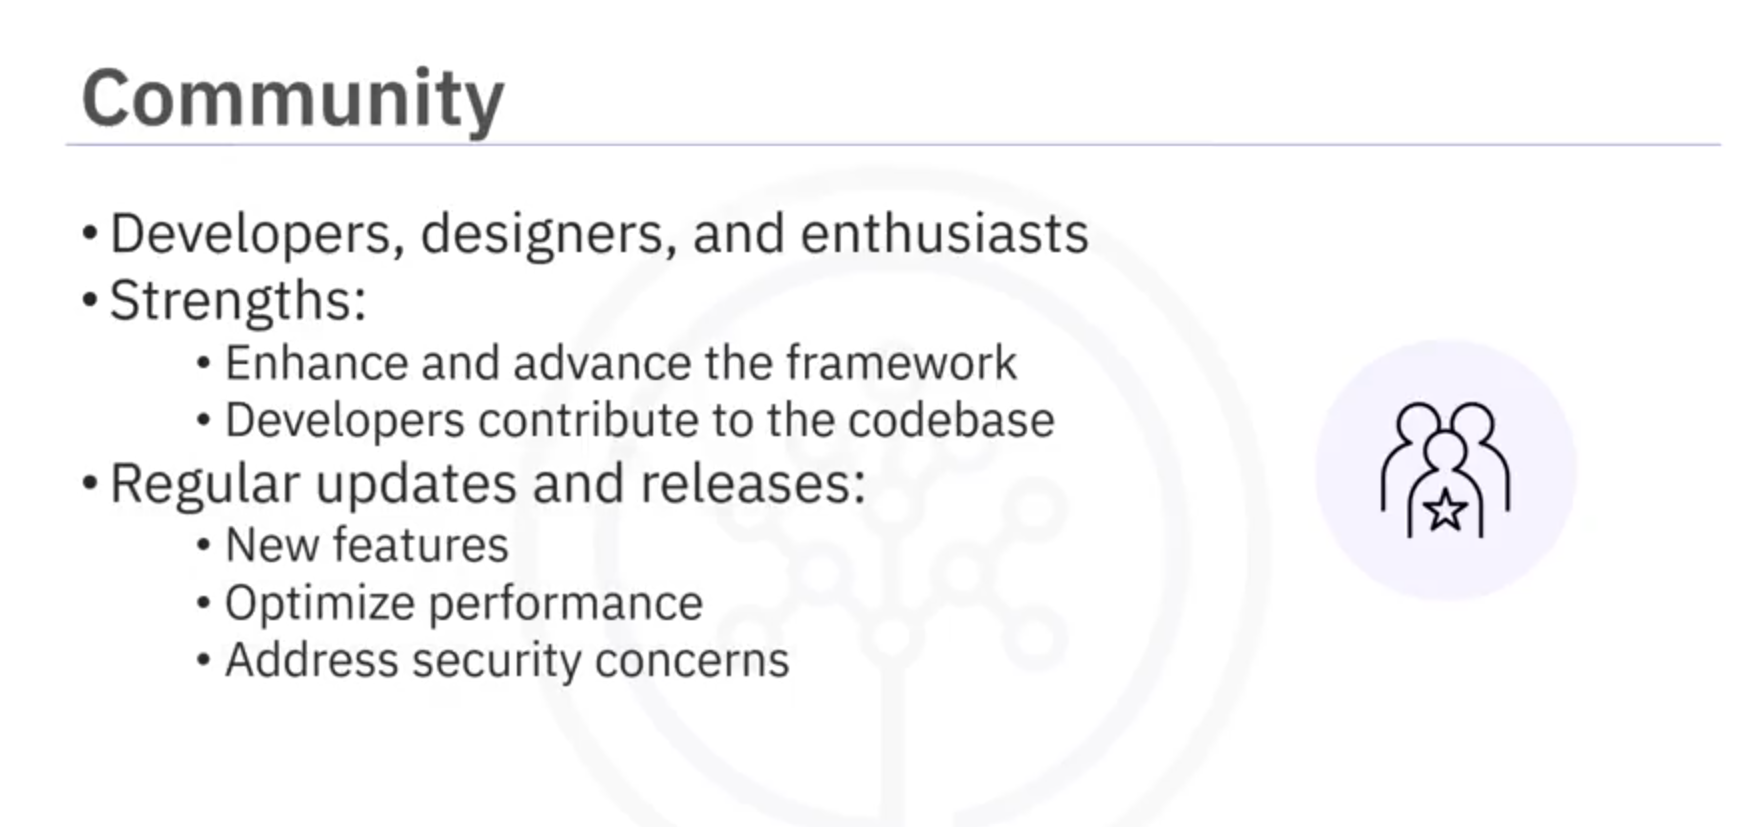 Community
• Developers, designers, and enthusiasts
• Strengths:
• Enhance and advance the framework
• Developers contribute to the codebase
• Regular updates and releases:
• New features
• Optimize performance
• Address security concerns